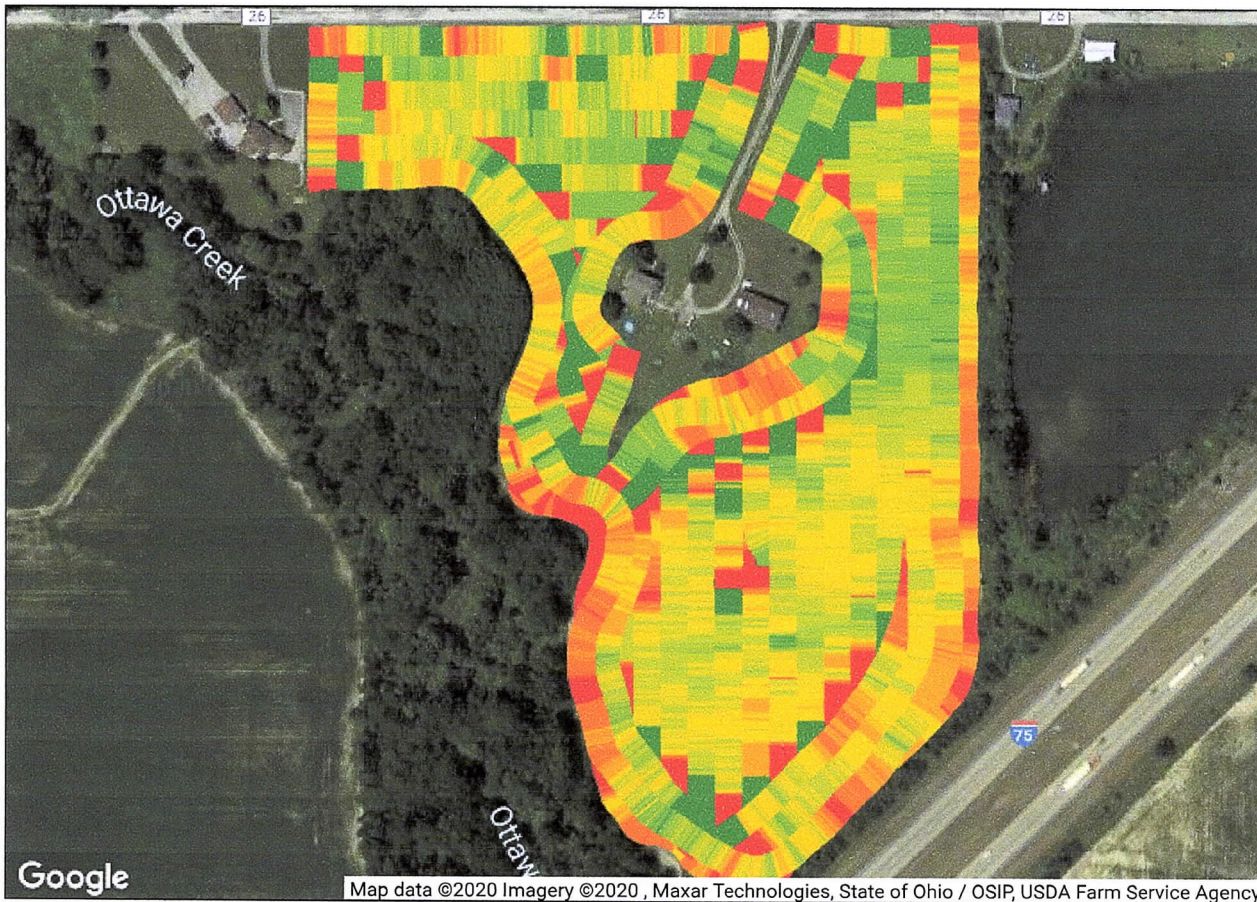 26 26 26
Ottawa Creek
75
Ottaw
Google
Map data ©2020 Imagery ©2020 , Maxar Technologies, State of Ohio / OSIP, USDA Farm Service Agency